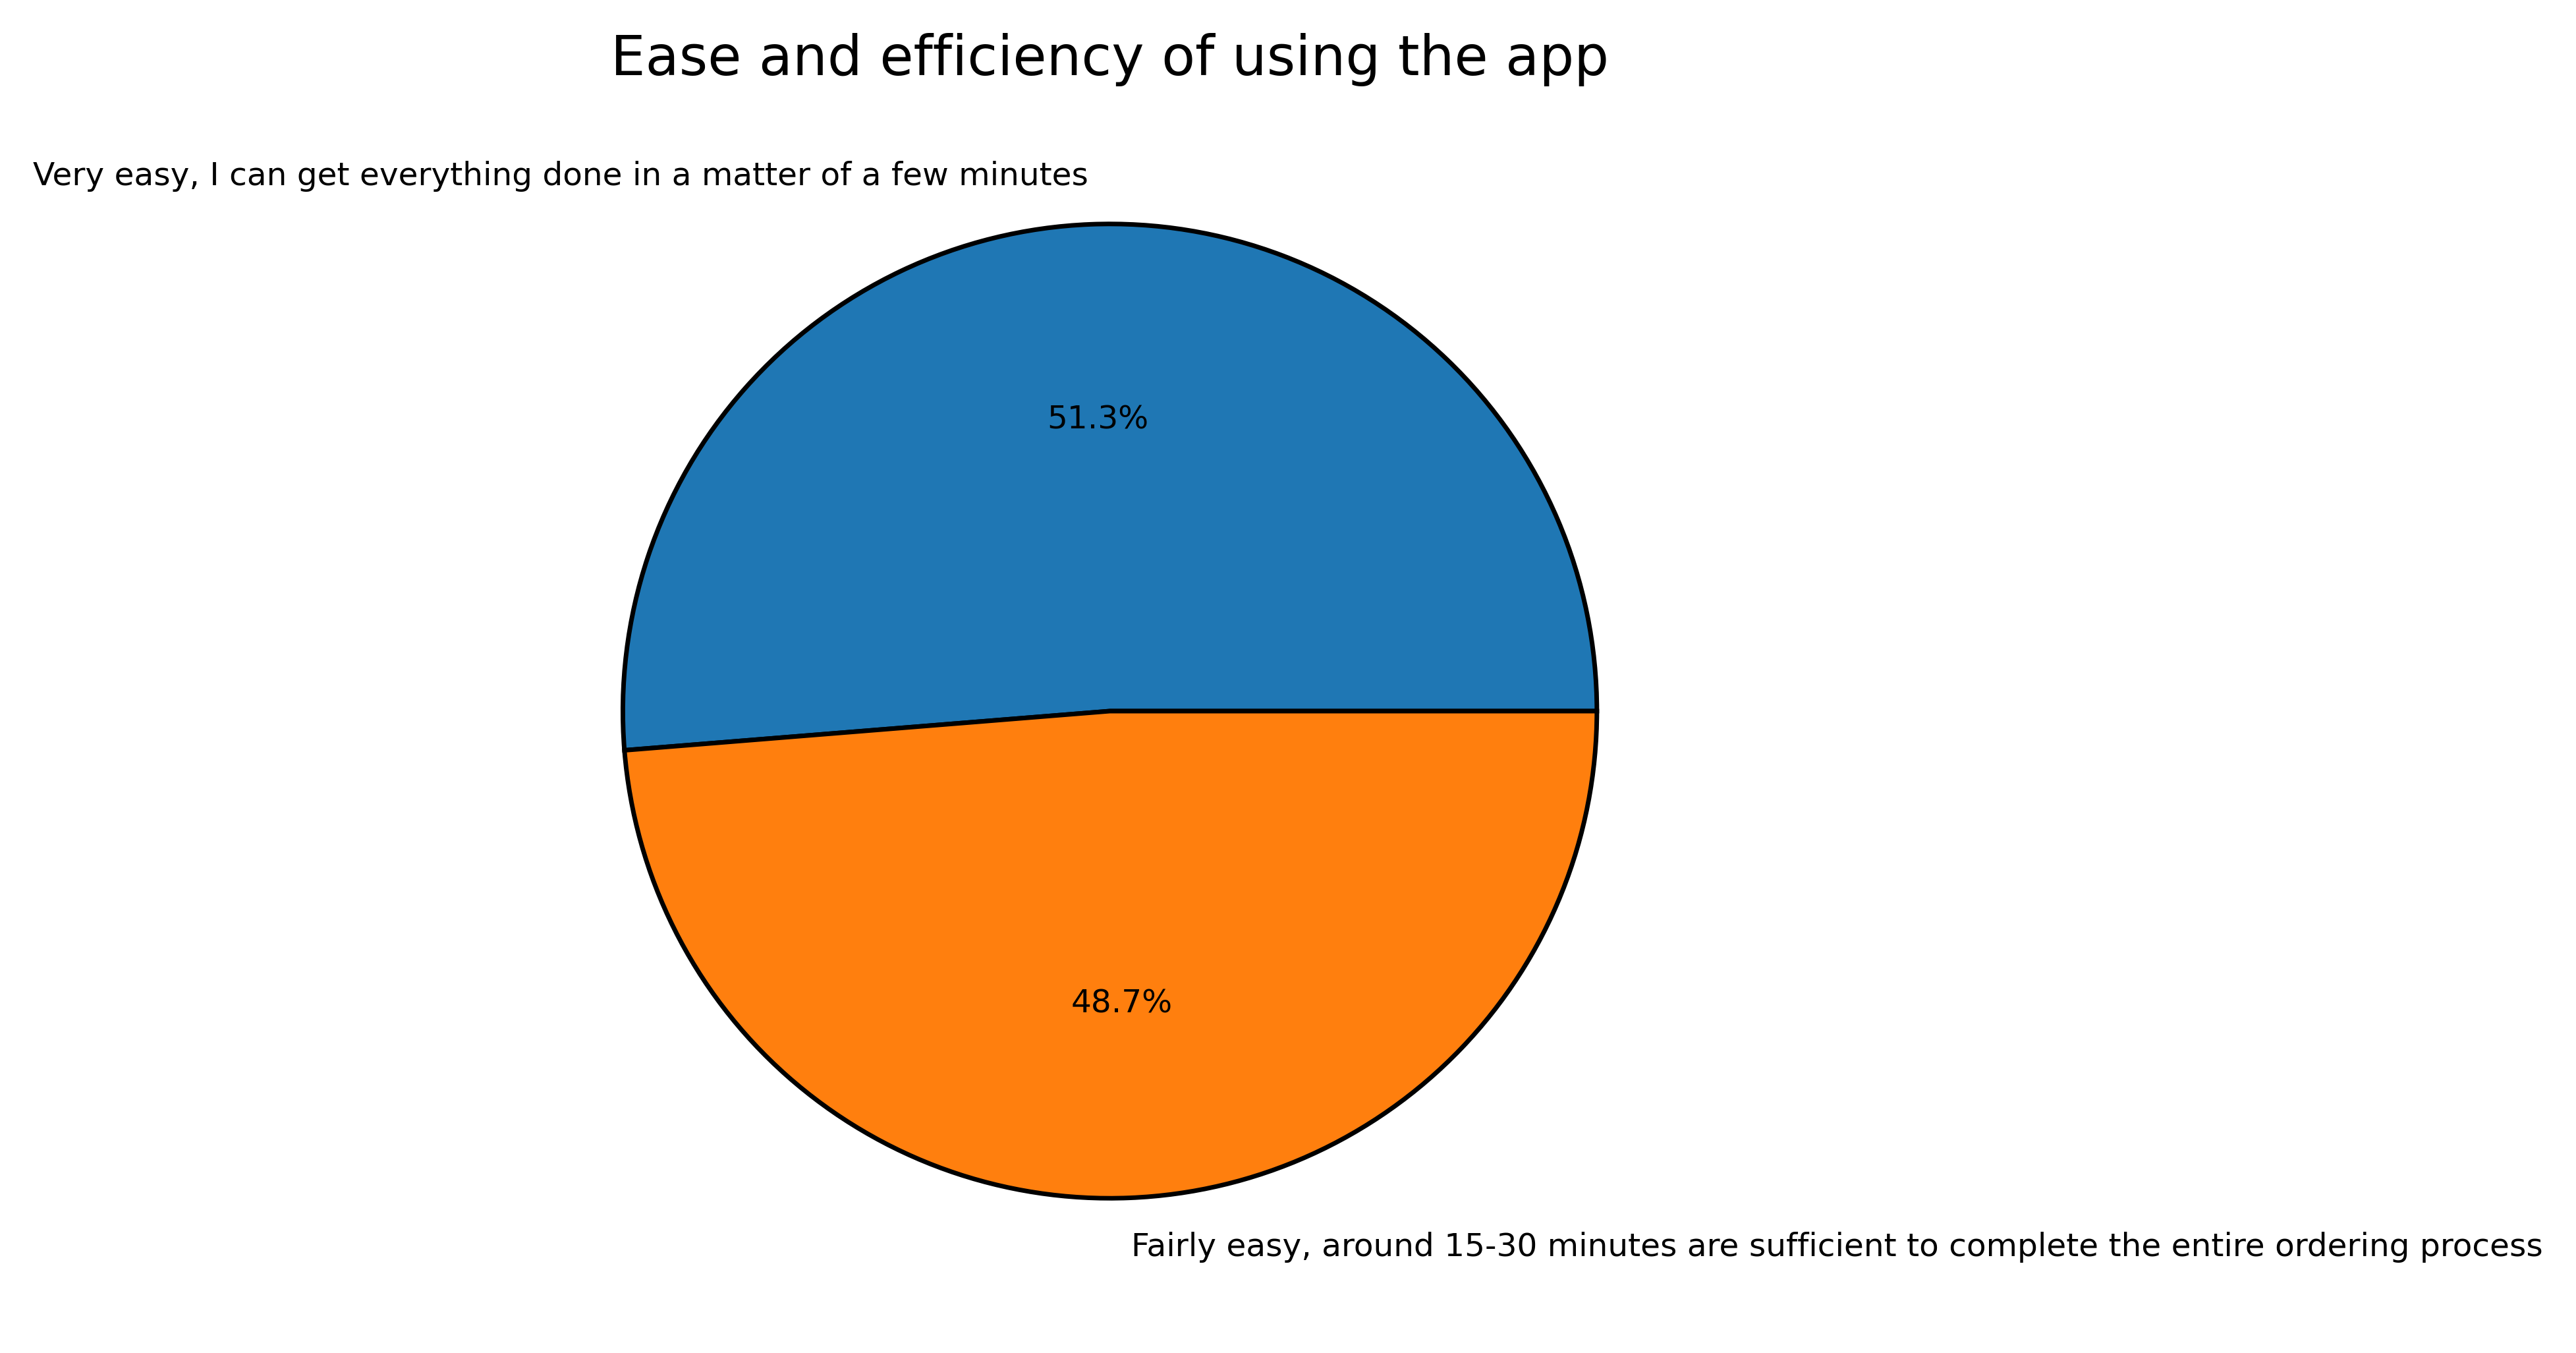 Ease and efficiency of using the app
Very easy, I can get everything done in a matter of a few minutes
51.3%
48.7%
Fairly easy, around 15-30 minutes are sufficient to complete the entire ordering process